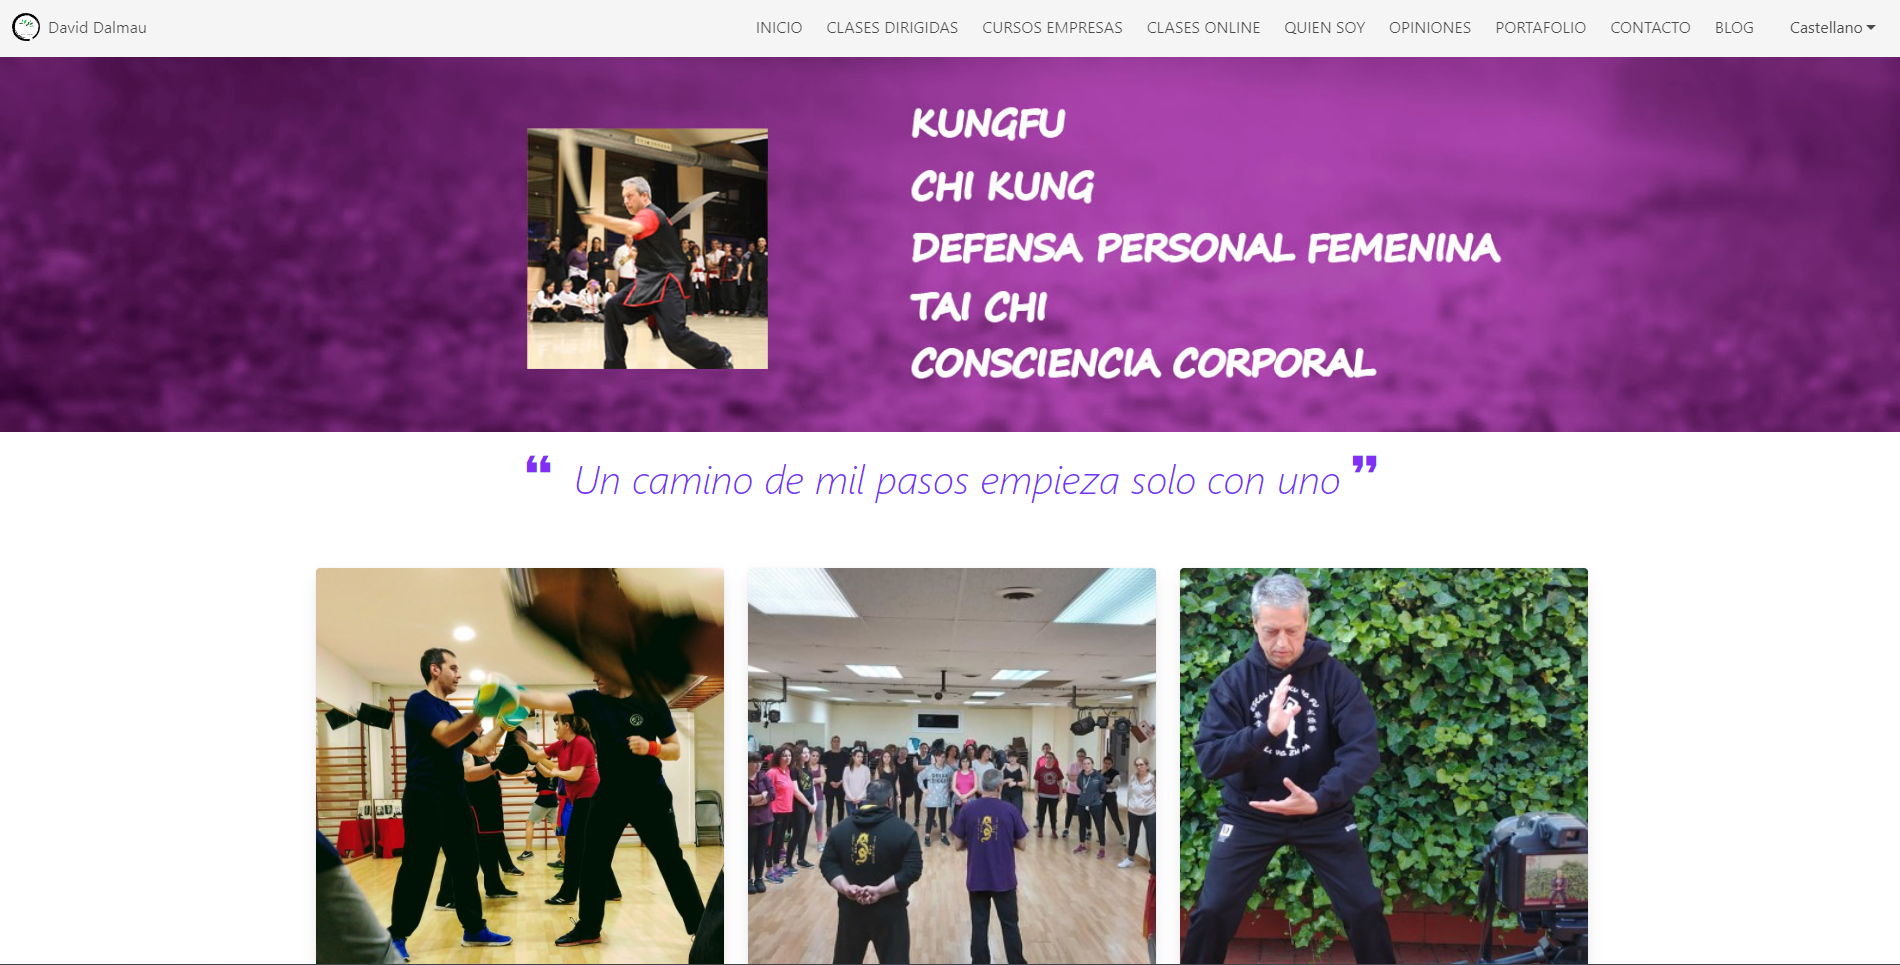 David Dalmau
INICIO CLASES DIRIGIDAS CURSOS EMPRESAS CLASES ONLINE QUIEN SOY OPINIONES PORTAFOLIO CONTACTO BLOG Castellano
KUNGFU
CHI KUNG
DEFENSA PERSONAL FEMENINA
TAI CHI
CONSCIENCIA CORPORAL
❝ Un camino de mil pasos empieza solo con uno ❞